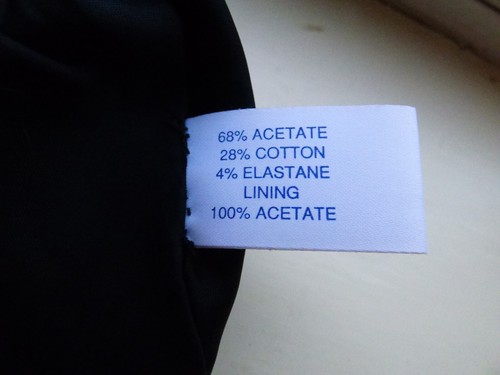 68% ACETATE
28% COTTON
4% ELASTANE
LINING
100% ACETATE